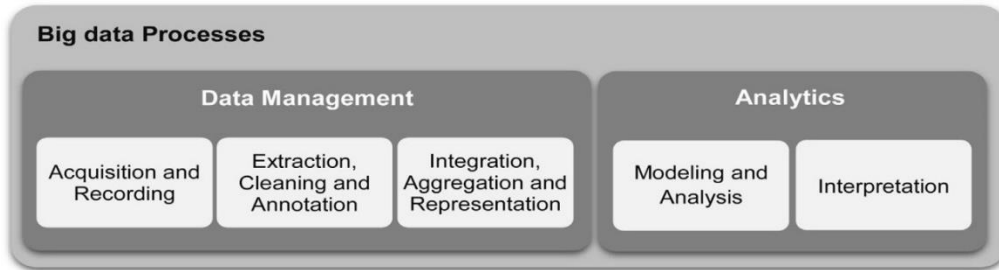 Big data Processes
Data Management
Analytics
Acquisition and
Recording
Extraction,
Cleaning and
Annotation
Integration,
Aggregation and
Representation
Modeling and
Analysis
Interpretation